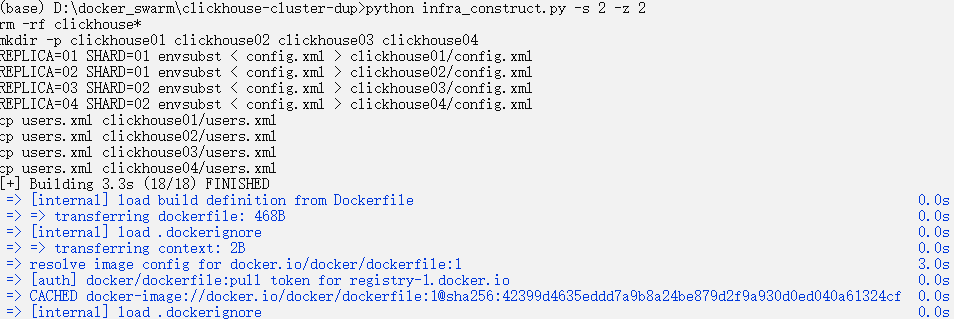 (base) D:\docker_swarm\clickhouse-cluster-dup>python infra_construct.py -s 2 -z 2
rm -rf clickhouse*
mkdir -p clickhouse01 clickhouse02 clickhouse03 clickhouse04
REPLICA=01 SHARD=01 envsubst < config.xml > clickhouse01/config.xml
REPLICA=02 SHARD=01 envsubst < config.xml > clickhouse02/config.xml
REPLICA=03 SHARD=02 envsubst < config.xml > clickhouse03/config.xml
REPLICA=04 SHARD=02 envsubst < config.xml > clickhouse04/config.xml
cp users.xml clickhouse01/users.xml
cp users.xml clickhouse02/users.xml
cp users.xml clickhouse03/users.xml
cp users.xml clickhouse04/users.xml
[+] Building 3.3s (18/18) FINISHED
=> [internal] load build definition from Dockerfile 0.0s
=> => transferring dockerfile: 468B 0.0s
=> [internal] load .dockerignore 0.0s
=> => transferring context: 2B 0.0s
=> resolve image config for docker.io/docker/dockerfile:1 3.0s
=> [auth] docker/dockerfile:pull token for registry-1.docker.io 0.0s
=> CACHED docker-image://docker.io/docker/dockerfile:1@sha256:42399d4635eddd7a9b8a24be879d2f9a930d0ed040a61324cf 0.0s
=> [internal] load .dockerignore 0.0s